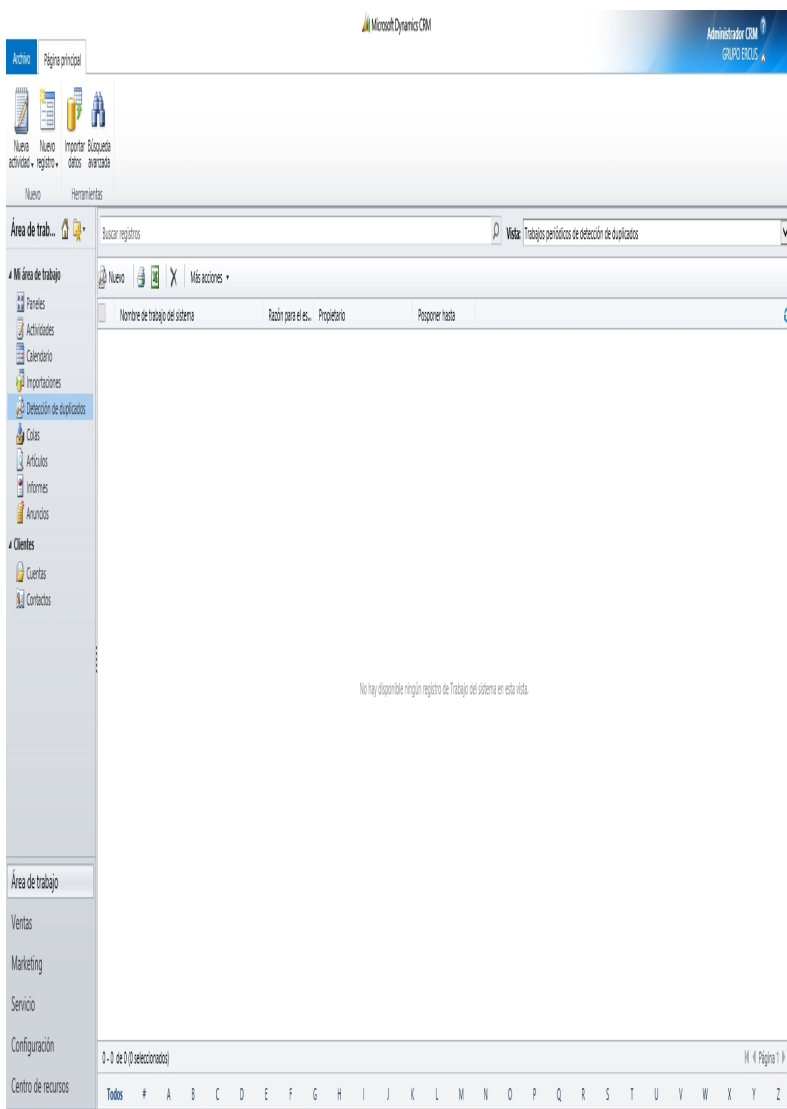 Microsoft Dynamics CRM
Administrador CRM
GRUPO ERCUS
Archivo
Página principal
Nueva actividad
Nuevo registro
Importar datos
Búsqueda avanzada
Nuevo
Herramientas
Área de trab...
Buscar registros
Vista: Trabajos periódicos de detección de duplicados
Mi área de trabajo
Nuevo
Más acciones
Nombre de trabajo del sistema
Razón para el es...
Propietario
Posponer hasta
Paneles
Actividades
Calendario
Importaciones
Detección de duplicados
Colas
Artículos
Informes
Anuncios
Clientes
Cuentas
Contactos
No hay disponible ningún registro de Trabajo del sistema en esta vista.
Área de trabajo
Ventas
Marketing
Servicio
Configuración
Centro de recursos
0 - 0 de 0 (0 seleccionados)
Página 1
Todos # A B C D E F G H I J K L M N O P Q R S T U V W X Y Z